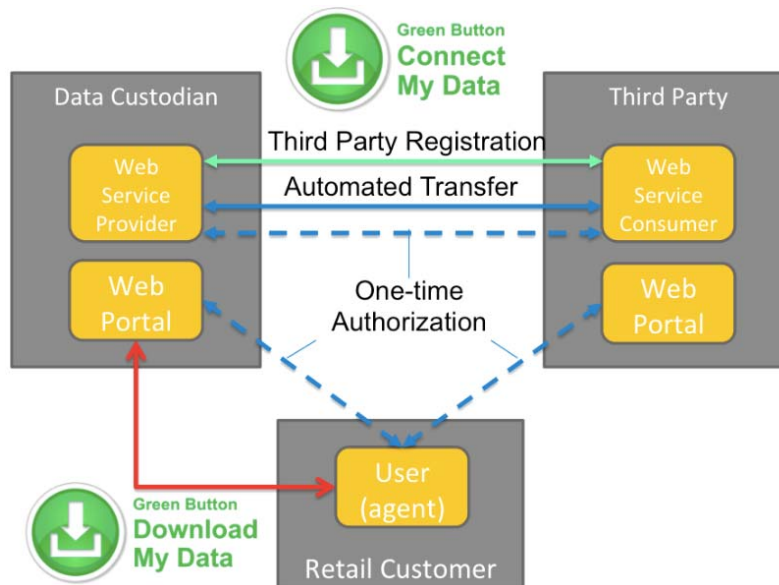 Green Button
Connect
My Data
Data Custodian
Third Party
Third Party Registration
Web
Service
Provider
Web
Service
Consumer
Automated Transfer
One-time
Authorization
Web
Portal
Web
Portal
User
(agent)
Green Button
Download
My Data
Retail Customer